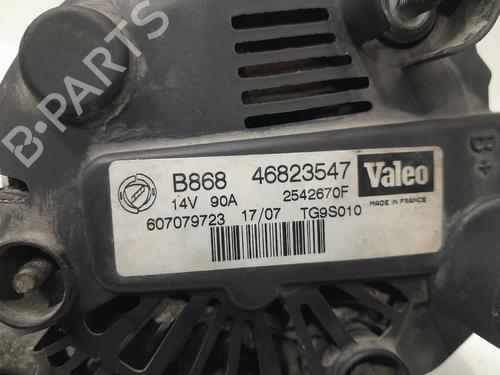 B-PARTS
B868 46823547 Valeo
14V 90A 2542670F
MADE IN FRANCE
607079723 17/07 TG9S010
B+